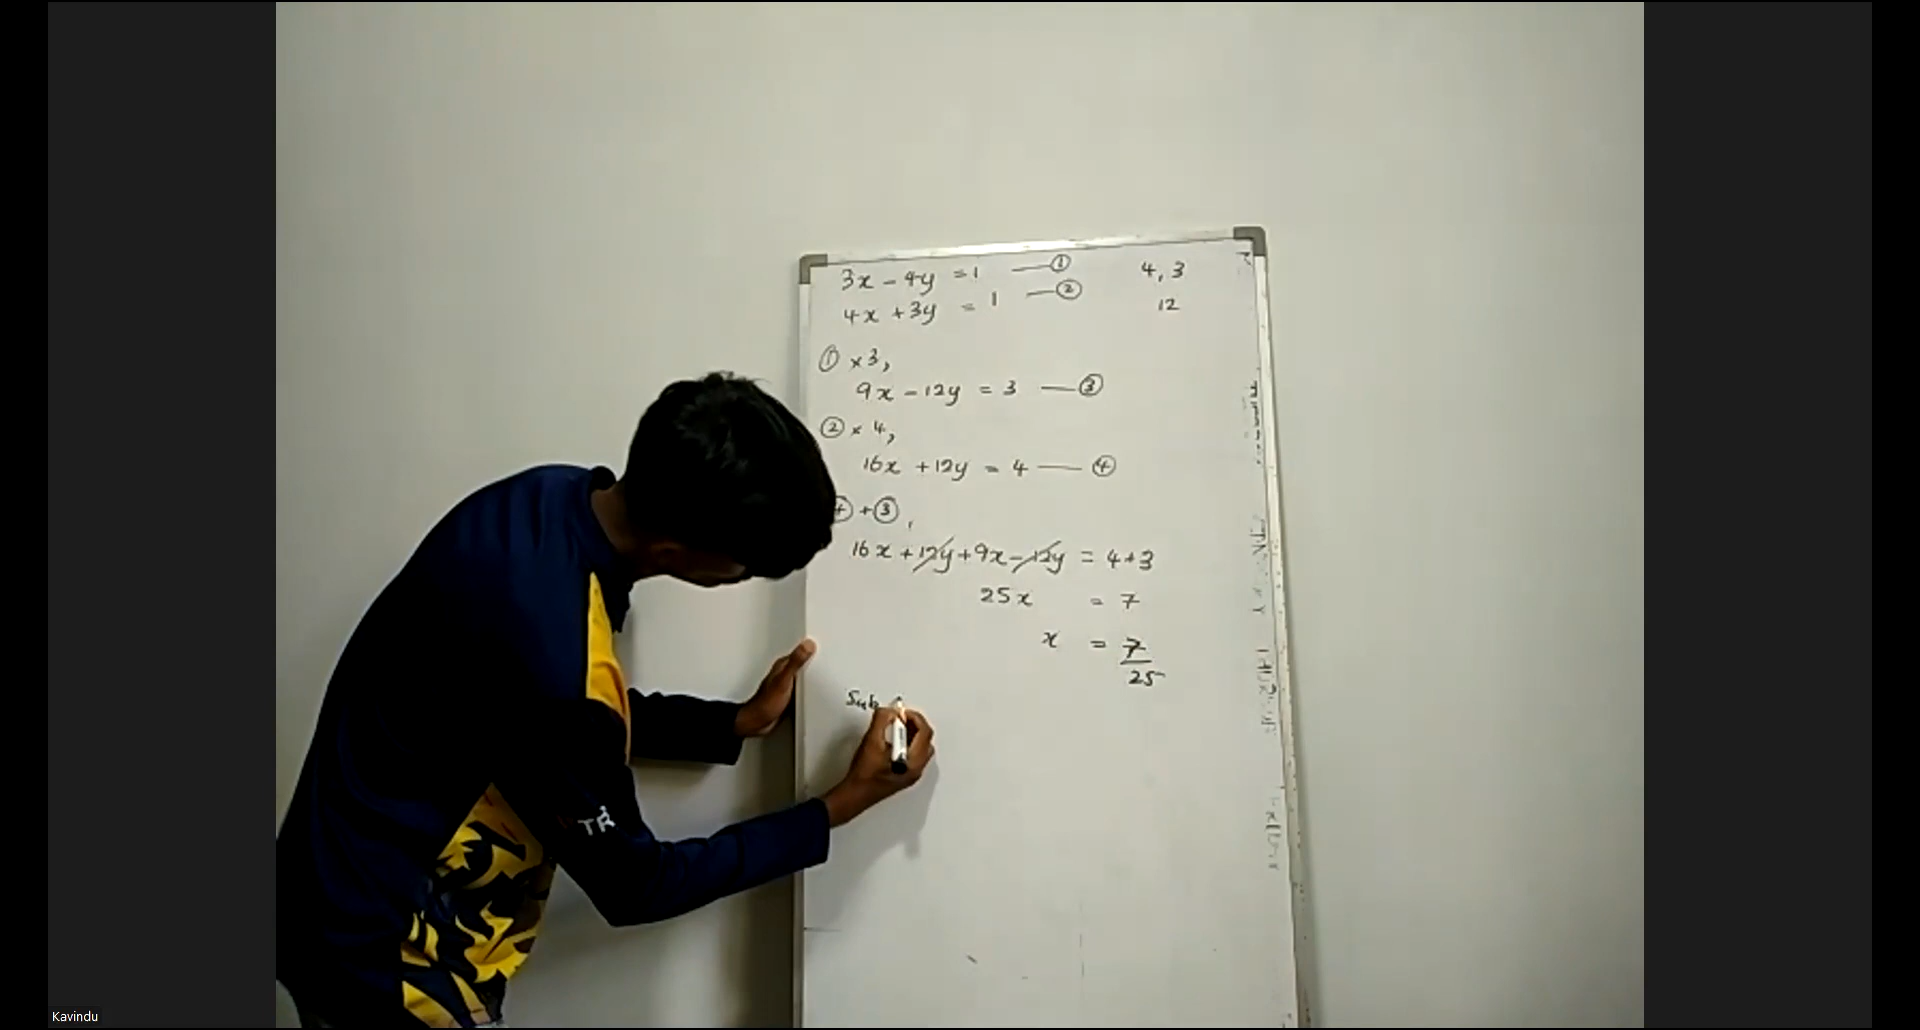 3x - 4y = 1 —①
4x + 3y = 1 —②
4, 3
12
① × 3,
9x - 12y = 3 —③
② × 4,
16x + 12y = 4 —④
④ + ③,
16x + 12y + 9x - 12y = 4 + 3
25x = 7
x = 7/25
Sub
TR
Kavindu